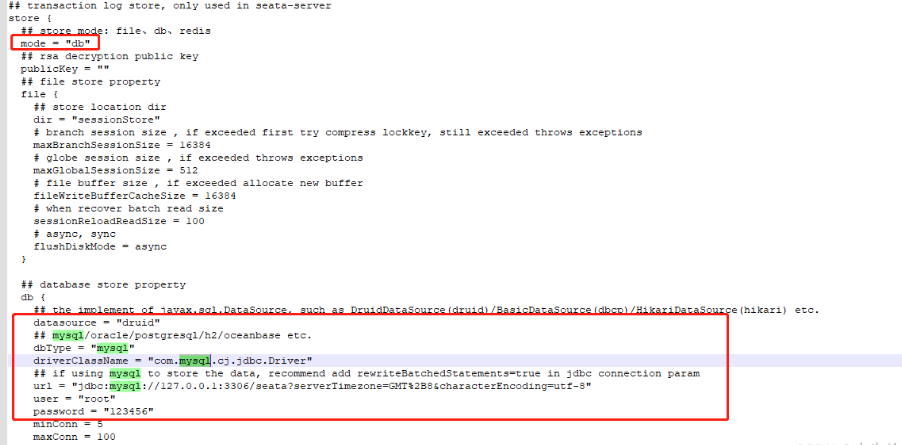 ## transaction log store, only used in seata-server
store {
## store mode: file、db、redis
mode = "db"
## rsa decryption public key
publicKey = ""
## file store property
file {
## store location dir
dir = "sessionStore"
# branch session size , if exceeded first try compress lockkey, still exceeded throws exceptions
maxBranchSessionSize = 16384
# globe session size , if exceeded throws exceptions
maxGlobalSessionSize = 512
# file buffer size , if exceeded allocate new buffer
fileWriteBufferCacheSize = 16384
# when recover batch read size
sessionReloadReadSize = 100
# async, sync
flushDiskMode = async
}
## database store property
db {
## the implement of javax.sql.DataSource, such as DruidDataSource(druid)/BasicDataSource(dbcp)/HikariDataSource(hikari) etc.
datasource = "druid"
## mysql/oracle/postgresql/h2/oceanbase etc.
dbType = "mysql"
driverClassName = "com.mysql.cj.jdbc.Driver"
## if using mysql to store the data, recommend add rewriteBatchedStatements=true in jdbc connection param
url = "jdbc:mysql://127.0.0.1:3306/seata?serverTimezone=GMT%2B8&characterEncoding=utf-8"
user = "root"
password = "123456"
minConn = 5
maxConn = 100